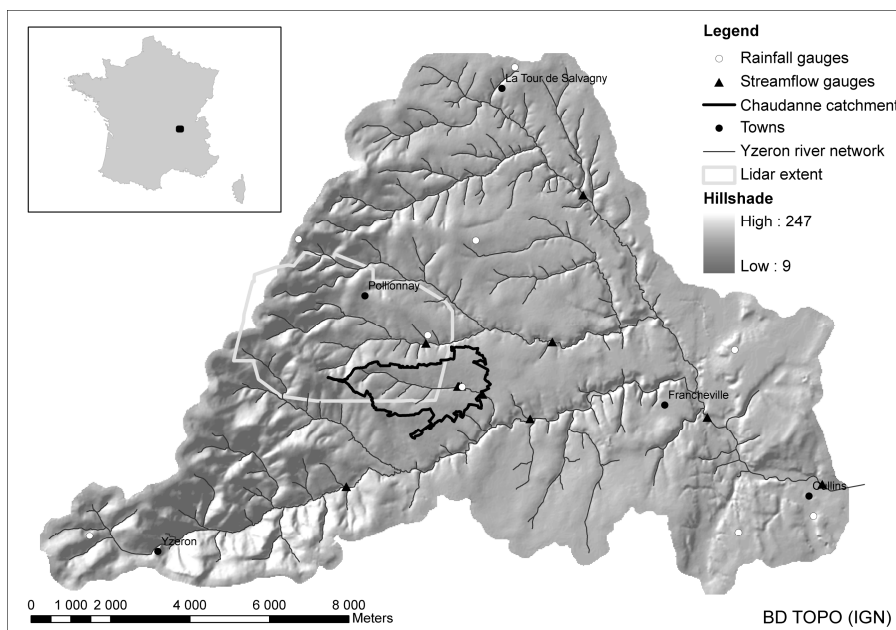 Legend
Rainfall gauges
Streamflow gauges
Chaudanne catchment
Towns
Yzeron river network
Lidar extent
Hillshade
High : 247
Low : 9
La Tour de Salvagny
Pollionnay
Francheville
Oullins
Yzeron
0 1 000 2 000 4 000 6 000 8 000
Meters
BD TOPO (IGN)